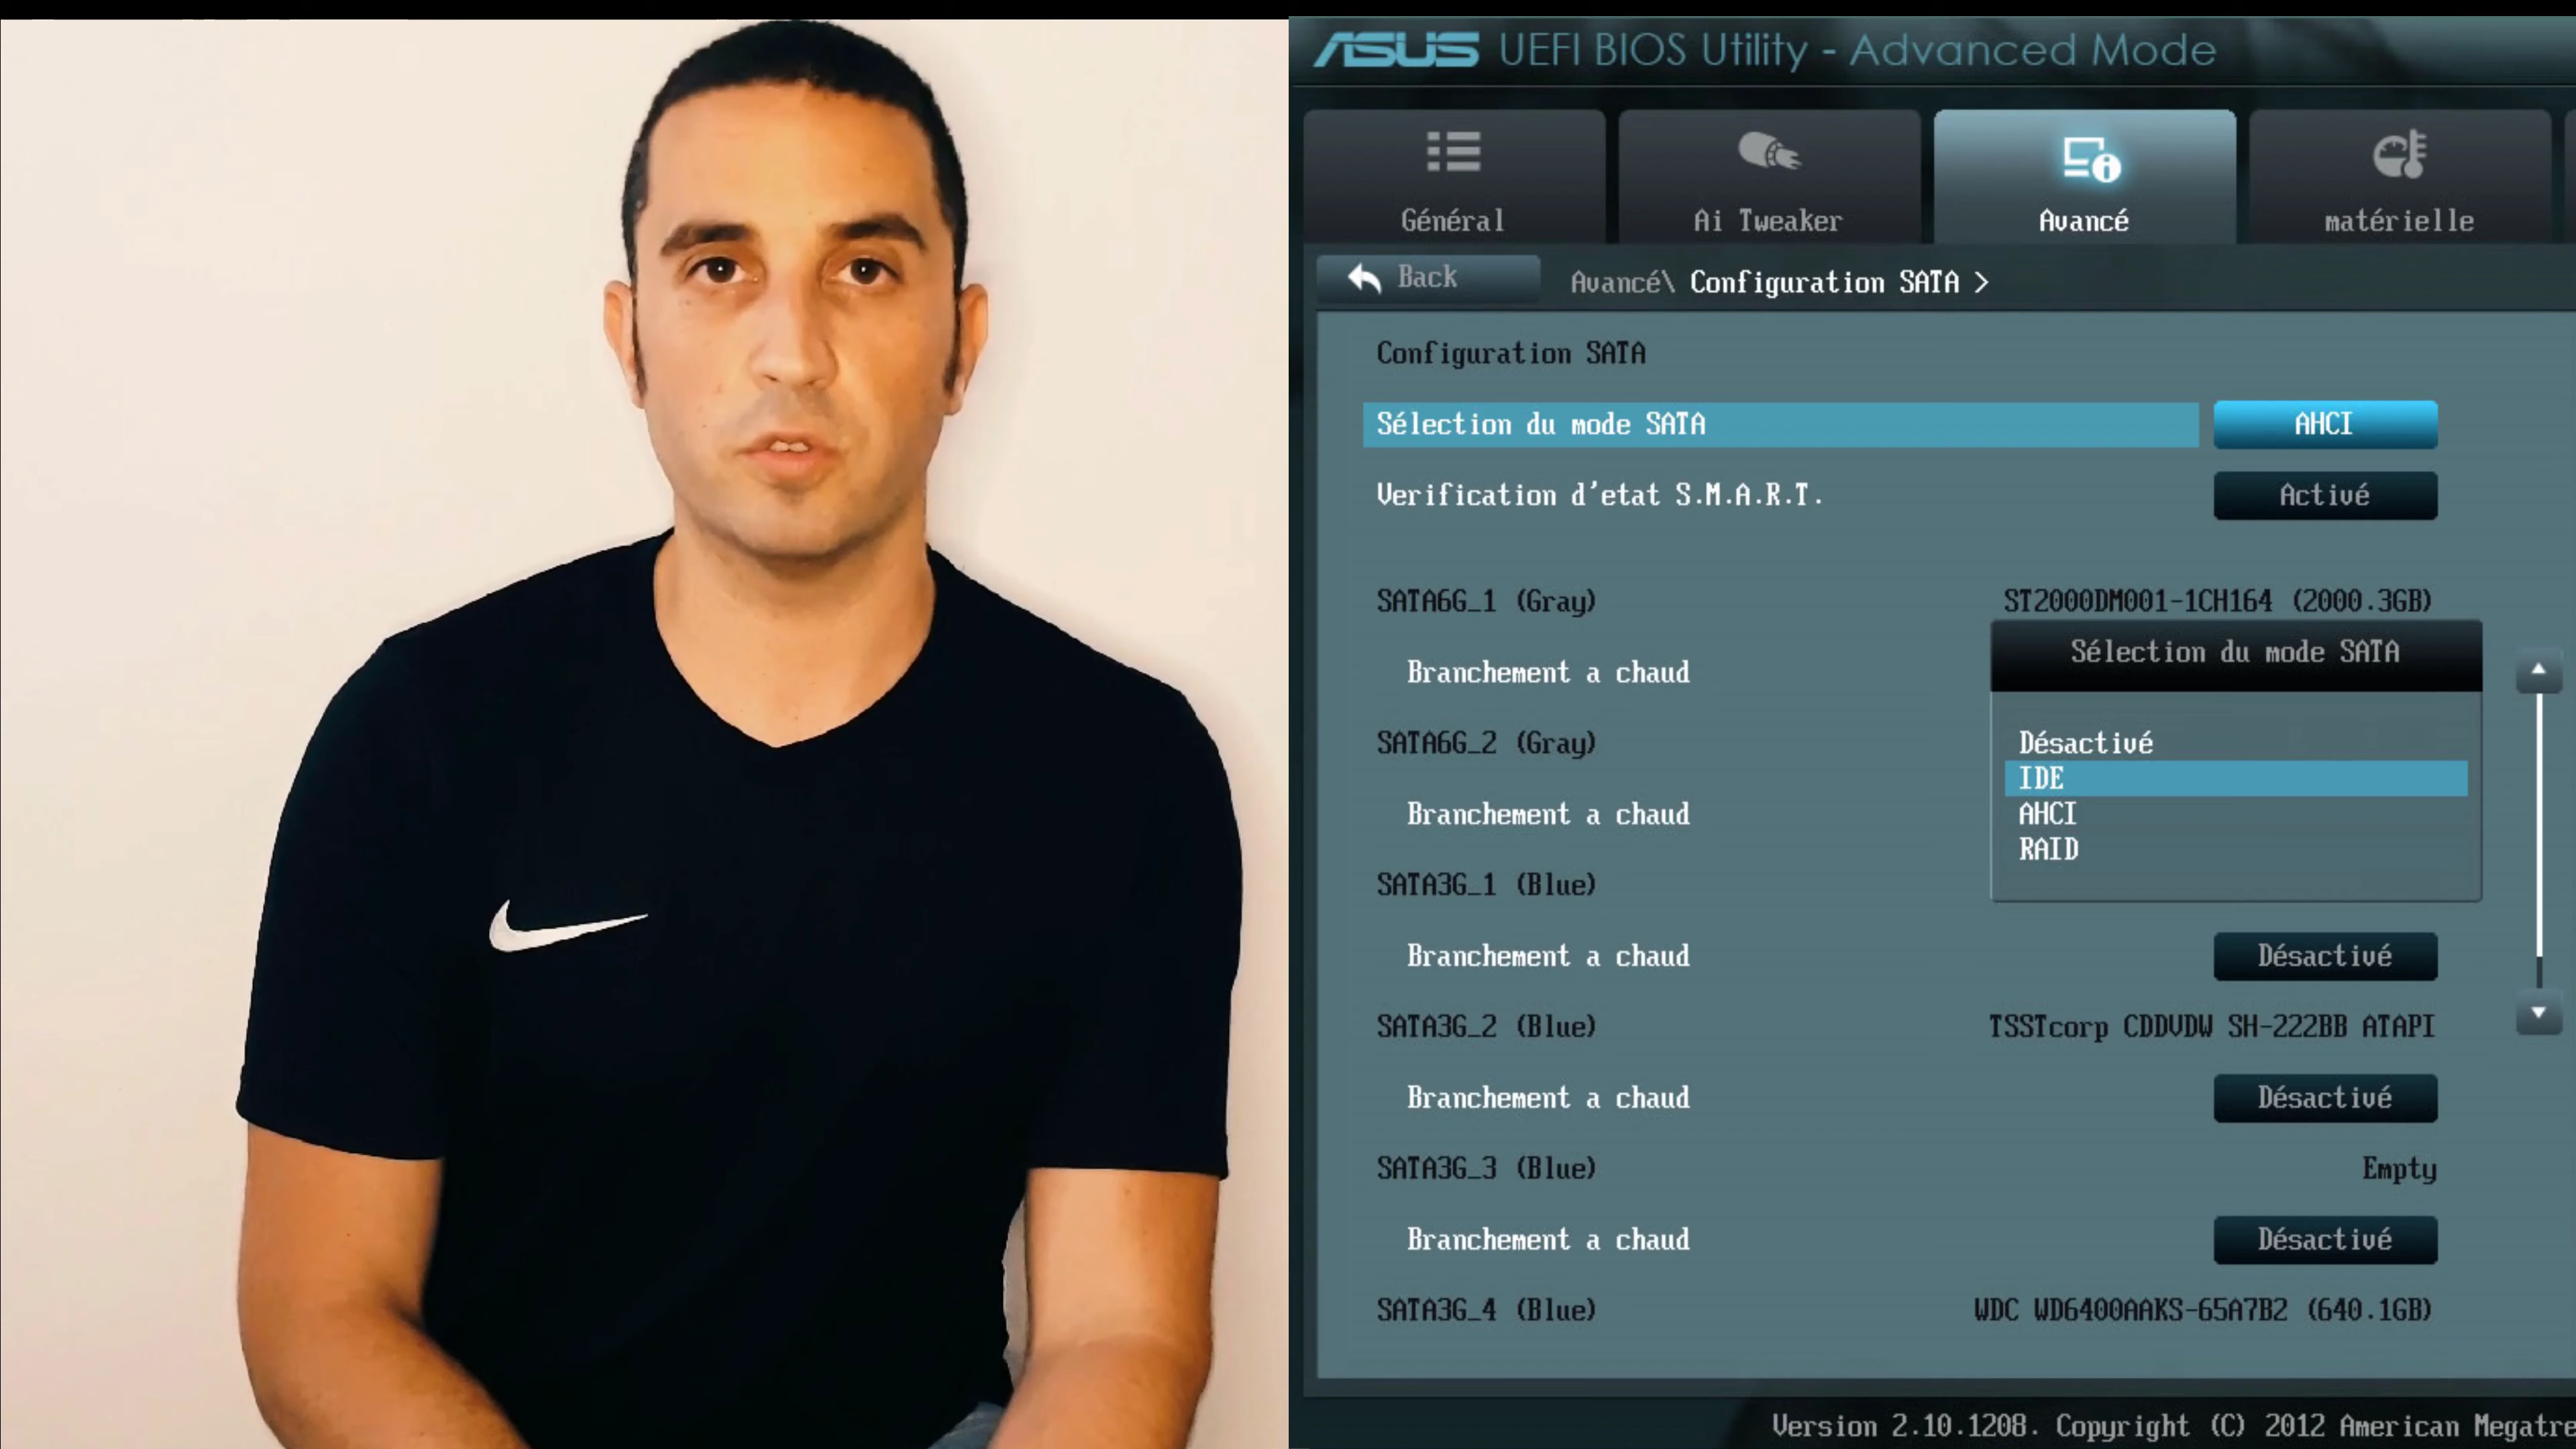 ASUS UEFI BIOS Utility - Advanced Mode
Général
Ai Tweaker
Avancé
matérielle
Back
Avancé\ Configuration SATA >
Configuration SATA
Sélection du mode SATA AHCI
Verification d'etat S.M.A.R.T. Activé
SATA6G_1 (Gray) ST2000DM001-1CH164 (2000.3GB)
Branchement a chaud
SATA6G_2 (Gray)
Branchement a chaud
SATA3G_1 (Blue)
Sélection du mode SATA
Désactivé
IDE
AHCI
RAID
Branchement a chaud Désactivé
SATA3G_2 (Blue) TSSTcorp CDDVDW SH-222BB ATAPI
Branchement a chaud Désactivé
SATA3G_3 (Blue) Empty
Branchement a chaud Désactivé
SATA3G_4 (Blue) WDC WD6400AAKS-65A7B2 (640.1GB)
Version 2.10.1208. Copyright (C) 2012 American